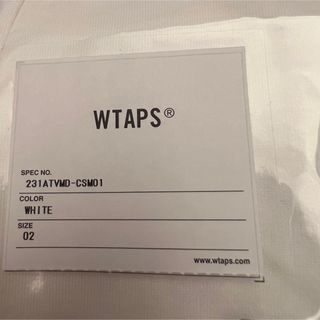 WTAPS®
SPEC NO.
231ATVMD-CSM01
COLOR
WHITE
SIZE
02
www.wtaps.com